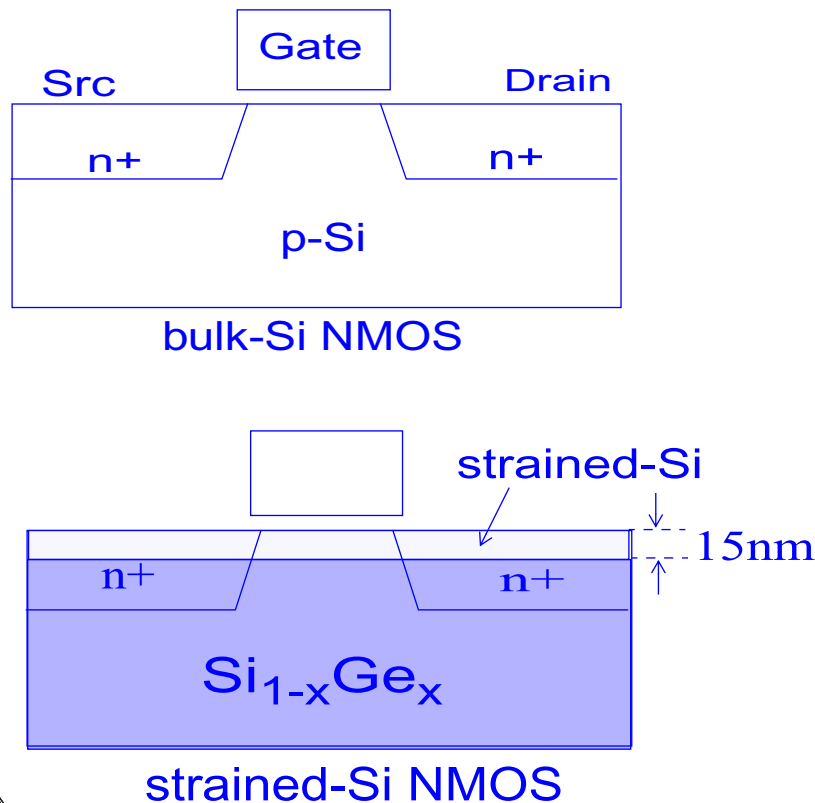 Gate
Src
Drain
n+
n+
p-Si
bulk-Si NMOS
strained-Si
15nm
n+
n+
Si1-xGex
strained-Si NMOS